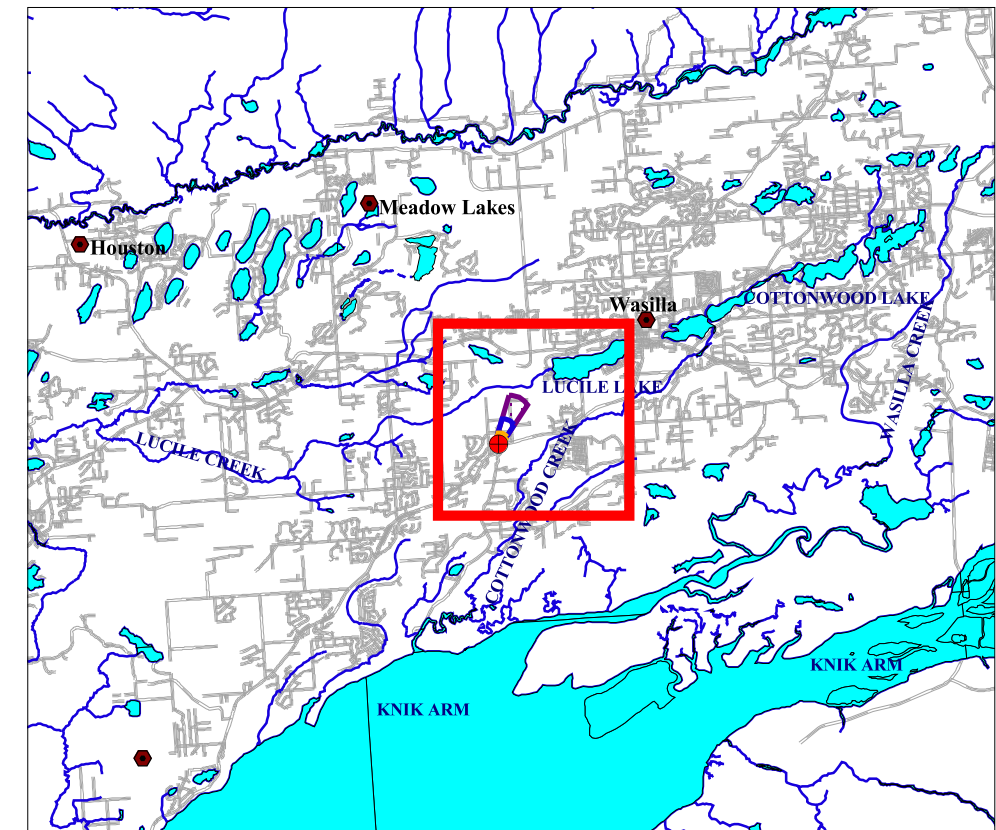 Meadow Lakes
Houston
COTTONWOOD LAKE
Wasilla
WASILLA CREEK
LUCILE LAKE
LUCILE CREEK
COTTONWOOD CREEK
KNIK ARM
KNIK ARM